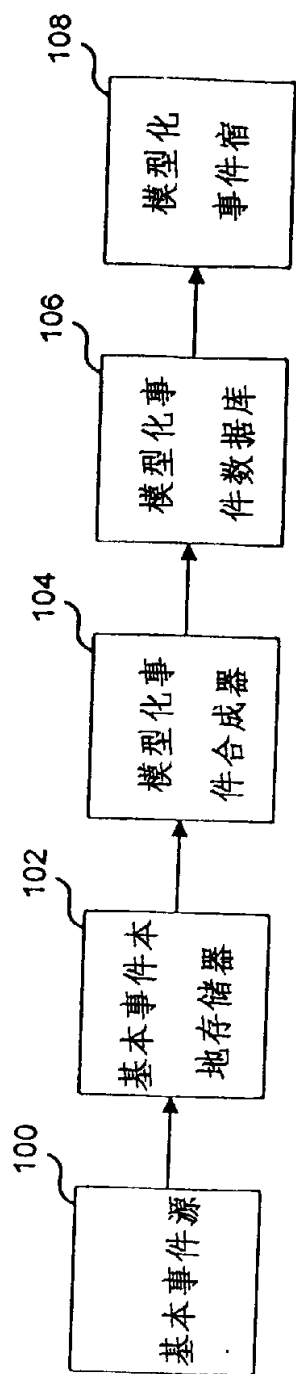 100
基本事件源
102
基本事件本
地存储器
104
模型化事
件合成器
106
模型化事
件数据库
108
模型化
事件宿